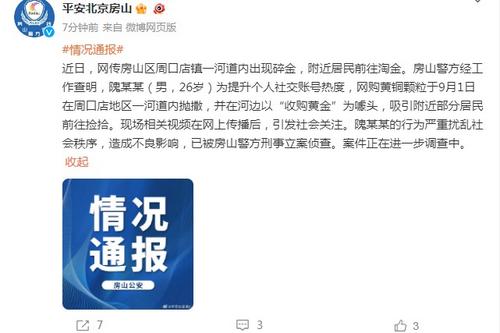 平安北京房山
7分钟前 来自 微博网页版
#情况通报#
近日，网传房山区周口店镇一河道内出现碎金，附近居民前往淘金。房山警方经工
作查明，隗某某（男，26岁）为提升个人社交账号热度，网购黄铜颗粒于9月1日
在周口店地区一河道内抛撒，并在河边以“收购黄金”为噱头，吸引附近部分居民
前往捡拾。现场相关视频在网上传播后，引发社会关注。隗某某的行为严重扰乱社
会秩序，造成不良影响，已被房山警方刑事立案侦查。案件正在进一步调查中。
收起
情况
通报
房山公安
7
3
3